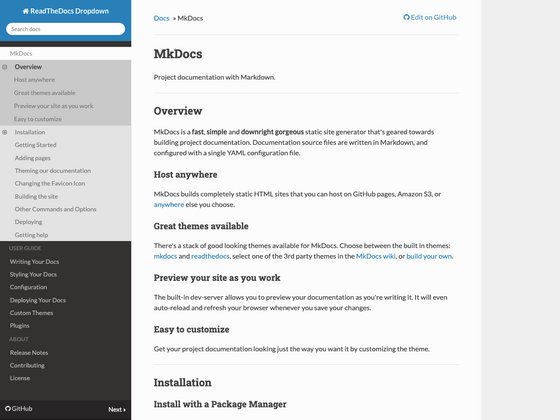 ReadTheDocs Dropdown
Search docs
MkDocs
Overview
Host anywhere
Great themes available
Preview your site as you work
Easy to customize
Installation
Getting Started
Adding pages
Theming our documentation
Changing the Favicon Icon
Building the site
Other Commands and Options
Deploying
Getting help
USER GUIDE
Writing Your Docs
Styling Your Docs
Configuration
Deploying Your Docs
Custom Themes
Plugins
ABOUT
Release Notes
Contributing
License
GitHub
Next
Docs » MkDocs
Edit on GitHub
MkDocs
Project documentation with Markdown.
Overview
MkDocs is a fast, simple and downright gorgeous static site generator that's geared towards
building project documentation. Documentation source files are written in Markdown, and
configured with a single YAML configuration file.
Host anywhere
MkDocs builds completely static HTML sites that you can host on GitHub pages, Amazon S3, or
anywhere else you choose.
Great themes available
There's a stack of good looking themes available for MkDocs. Choose between the built in themes:
mkdocs and readthedocs, select one of the 3rd party themes in the MkDocs wiki, or build your own.
Preview your site as you work
The built-in dev-server allows you to preview your documentation as you're writing it. It will even
auto-reload and refresh your browser whenever you save your changes.
Easy to customize
Get your project documentation looking just the way you want it by customizing the theme.
Installation
Install with a Package Manager